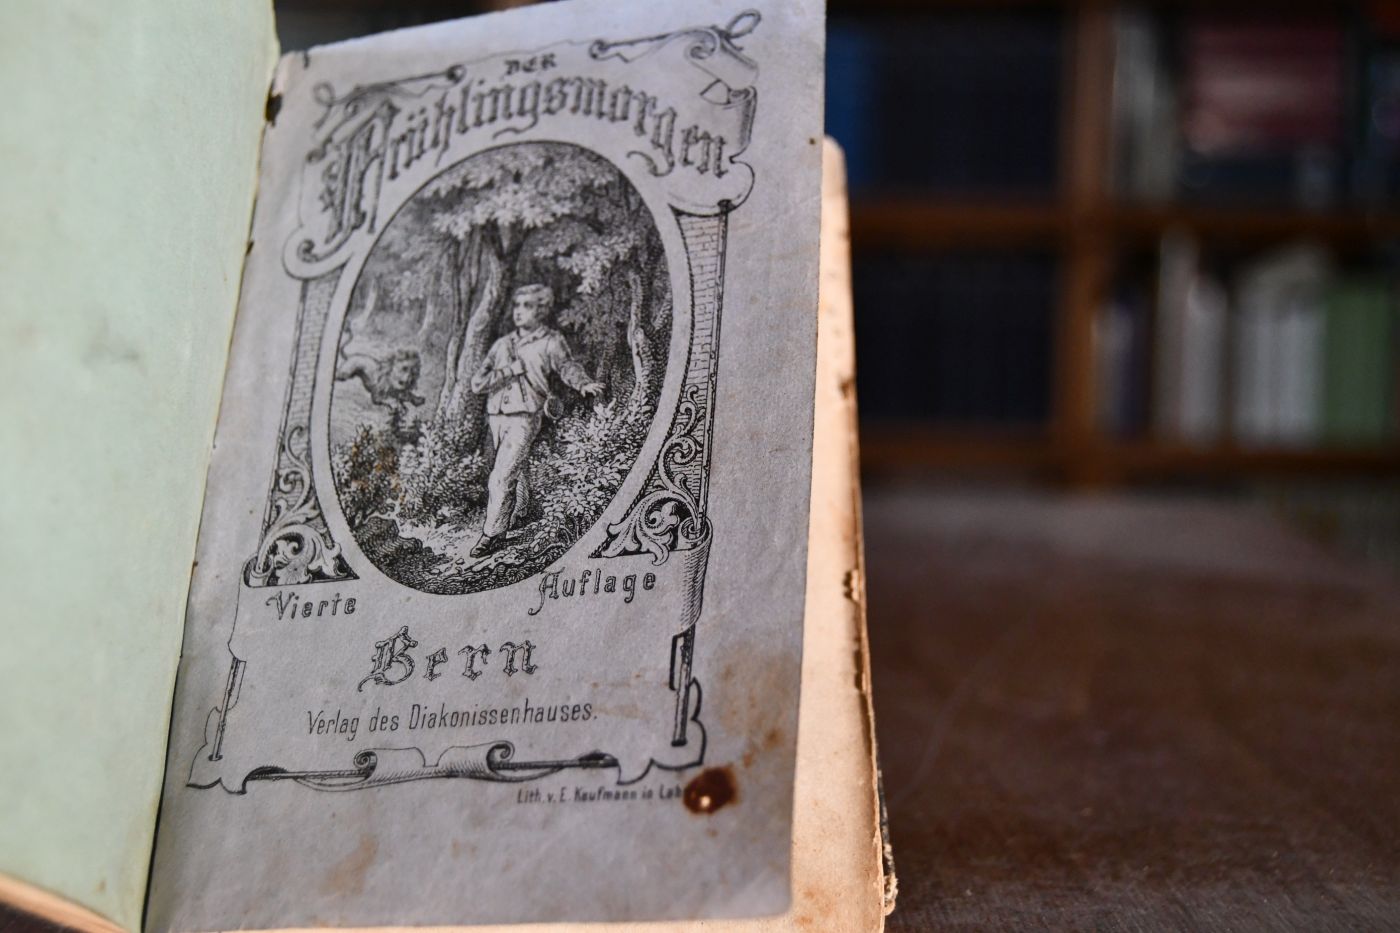 DER
Frühlingsmorgen
Vierte Auflage
Bern
Verlag des Diakonissenhauses.
Lith. v. E. Kaufmann in